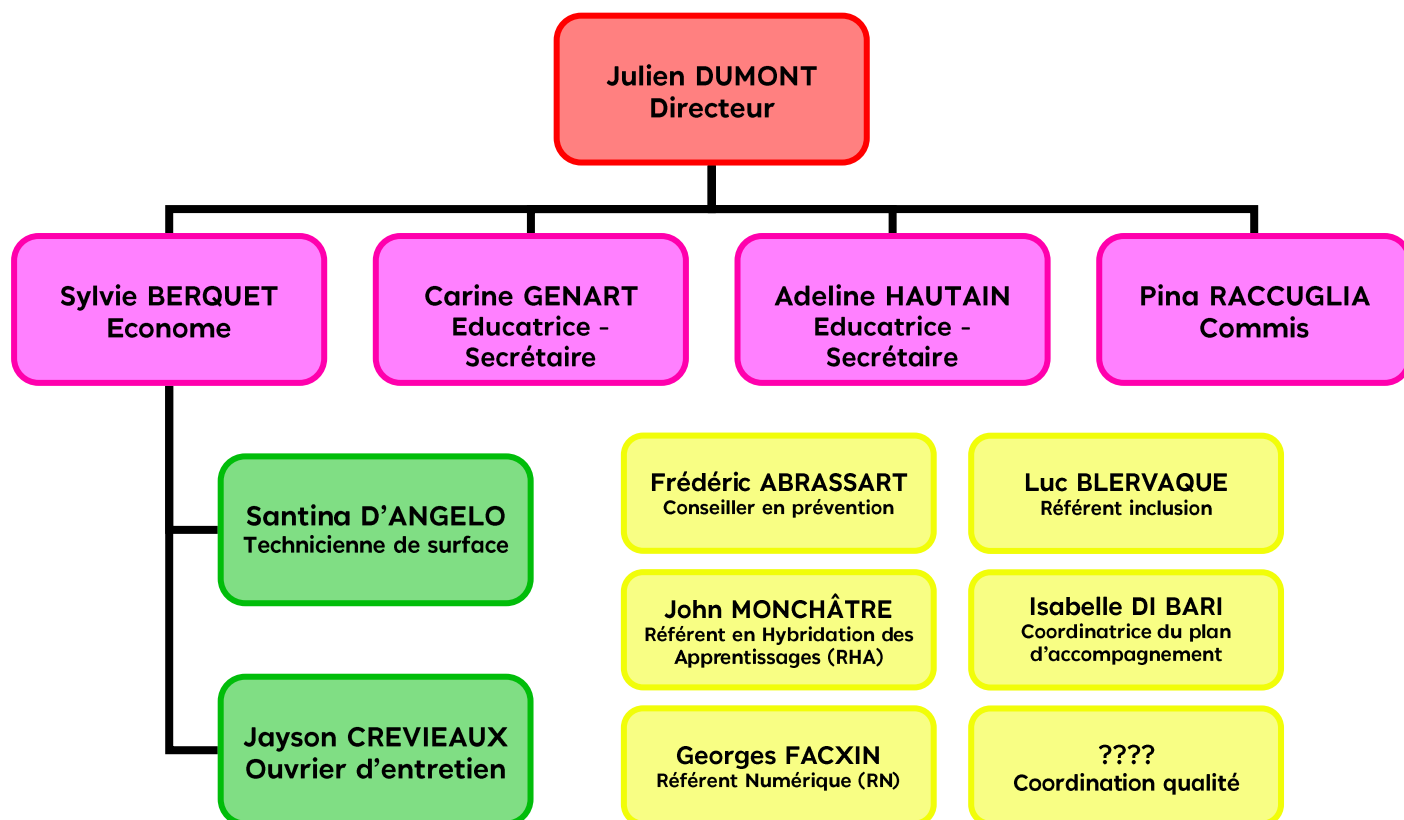 Julien DUMONT
Directeur
Sylvie BERQUET
Econome
Carine GENART
Educatrice -
Secrétaire
Adeline HAUTAIN
Educatrice -
Secrétaire
Pina RACCUGLIA
Commis
Santina D'ANGELO
Technicienne de surface
Jayson CREVIEAUX
Ouvrier d'entretien
Frédéric ABRASSART
Conseiller en prévention
Luc BLERVAQUE
Référent inclusion
John MONCHÂTRE
Référent en Hybridation des
Apprentissages (RHA)
Isabelle DI BARI
Coordinatrice du plan
d'accompagnement
Georges FACXIN
Référent Numérique (RN)
????
Coordination qualité